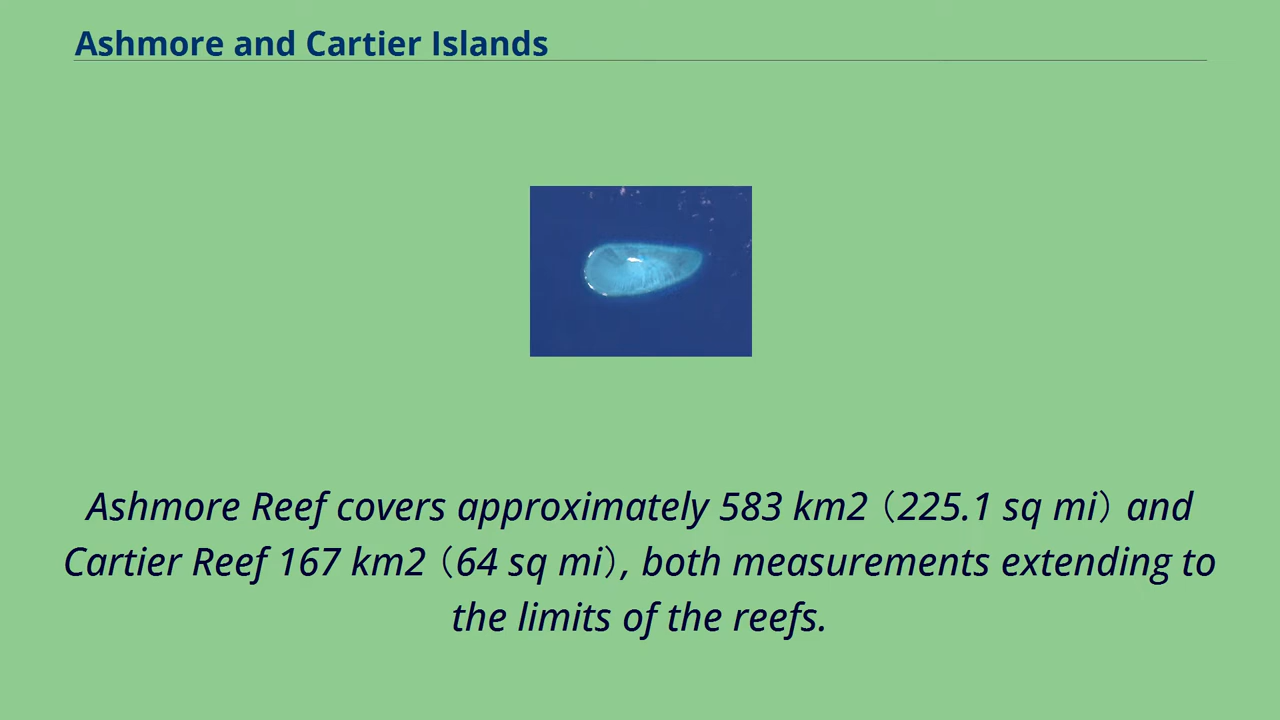 Ashmore and Cartier Islands
Ashmore Reef covers approximately 583 km2（225.1 sq mi）and
Cartier Reef 167 km2（64 sq mi）, both measurements extending to
the limits of the reefs.